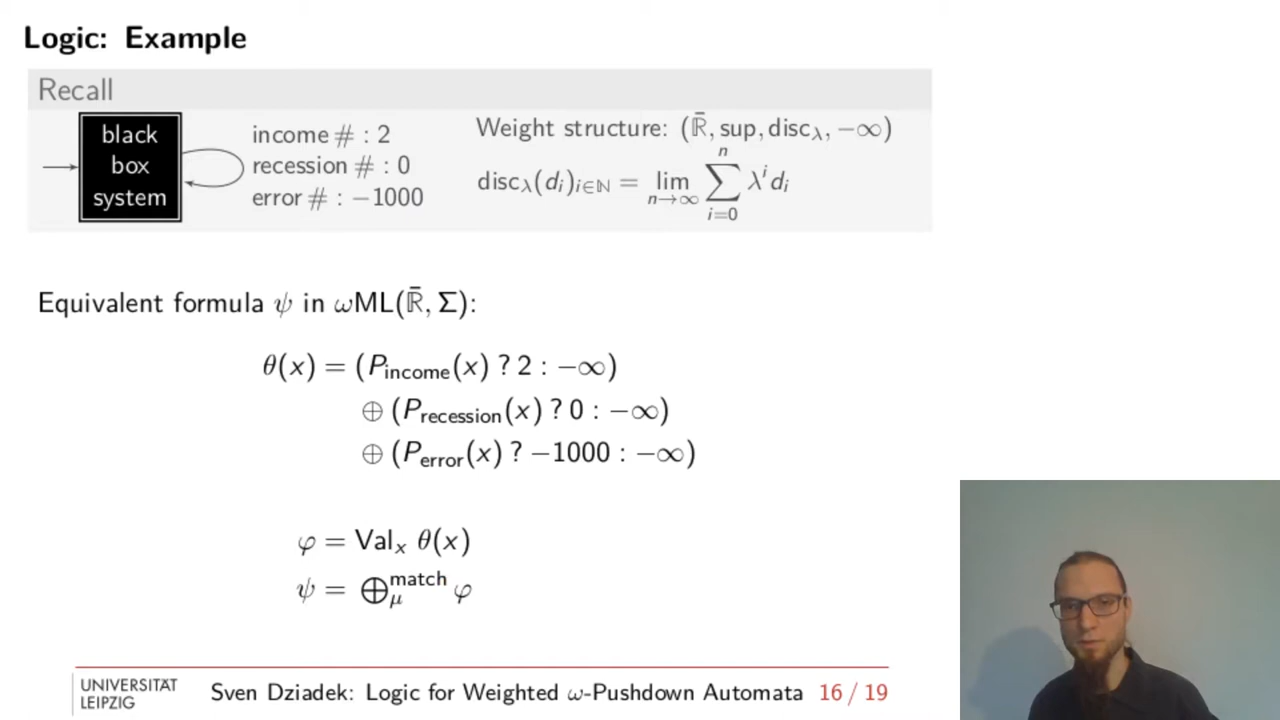 Logic: Example
Recall
black
box
system
income # : 2
recession # : 0
error # : −1000
Weight structure: (ℝ̄, sup, disc_λ, −∞)
disc_λ(d_i)_{i∈ℕ} = lim_{n→∞} ∑_{i=0}^{n} λ^i d_i
Equivalent formula ψ in ωML(ℝ̄, Σ):
θ(x) = (P_income(x) ? 2 : −∞)
⊕ (P_recession(x) ? 0 : −∞)
⊕ (P_error(x) ? −1000 : −∞)
φ = Val_x θ(x)
ψ = ⊕_μ^match φ
UNIVERSITÄT
LEIPZIG
Sven Dziadek: Logic for Weighted ω-Pushdown Automata 16 / 19